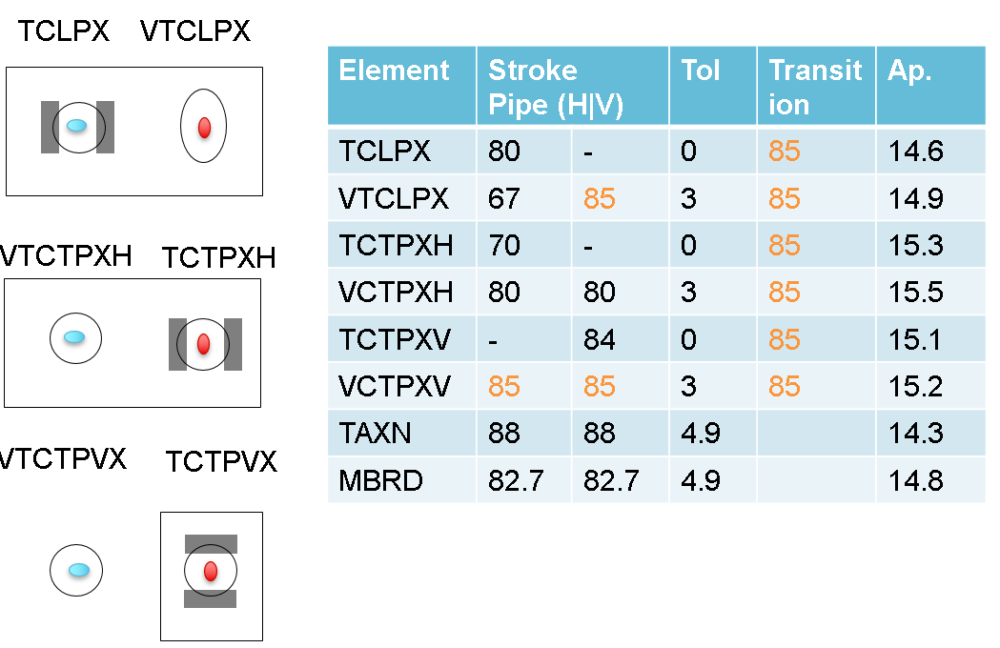 TCLPX VTCLPX
VTCTPXH TCTPXH
VTCTPVX TCTPVX
Element Stroke Pipe (H|V) Tol Transit ion Ap.
TCLPX 80 - 0 85 14.6
VTCLPX 67 85 3 85 14.9
TCTPXH 70 - 0 85 15.3
VCTPXH 80 80 3 85 15.5
TCTPXV - 84 0 85 15.1
VCTPXV 85 85 3 85 15.2
TAXN 88 88 4.9 14.3
MBRD 82.7 82.7 4.9 14.8